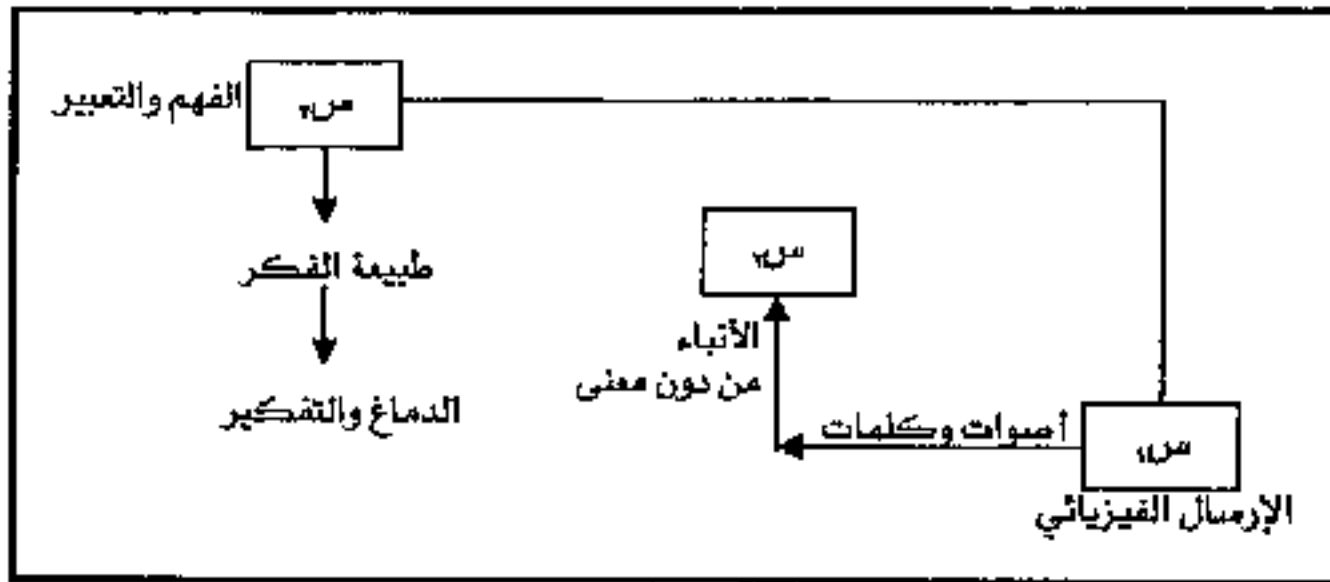 الفهم والتعبير
طبيعة الفكر
الدماغ والتفكير
الأنباء
من دون معنى
أصوات وكلمات
الإرسال الفيزيائي